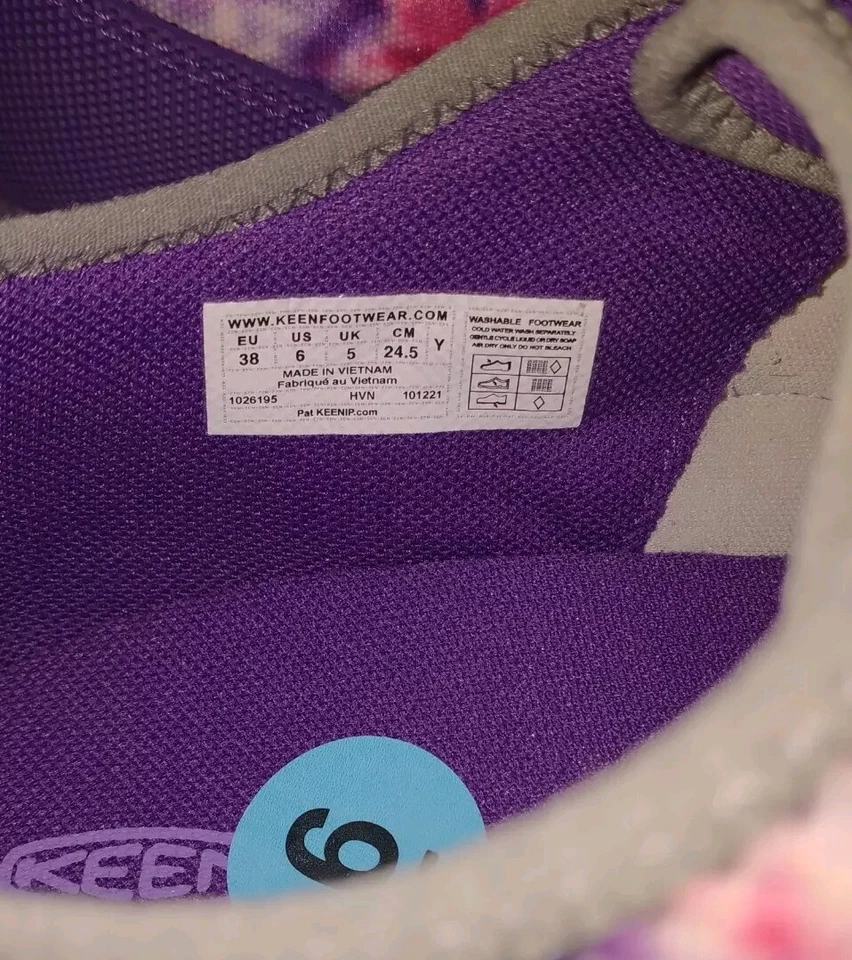 WWW.KEENFOOTWEAR.COM
EU US UK CM Y
38 6 5 24.5
MADE IN VIETNAM
Fabriqué au Vietnam
1026195 HVN 101221
Pat KEENIP.com
WASHABLE FOOTWEAR
COLD WATER WASH SEPARATELY
GENTLE CYCLE LIQUID OR DRY SOAP
AIR DRY ONLY DO NOT BLEACH
KEEN
6